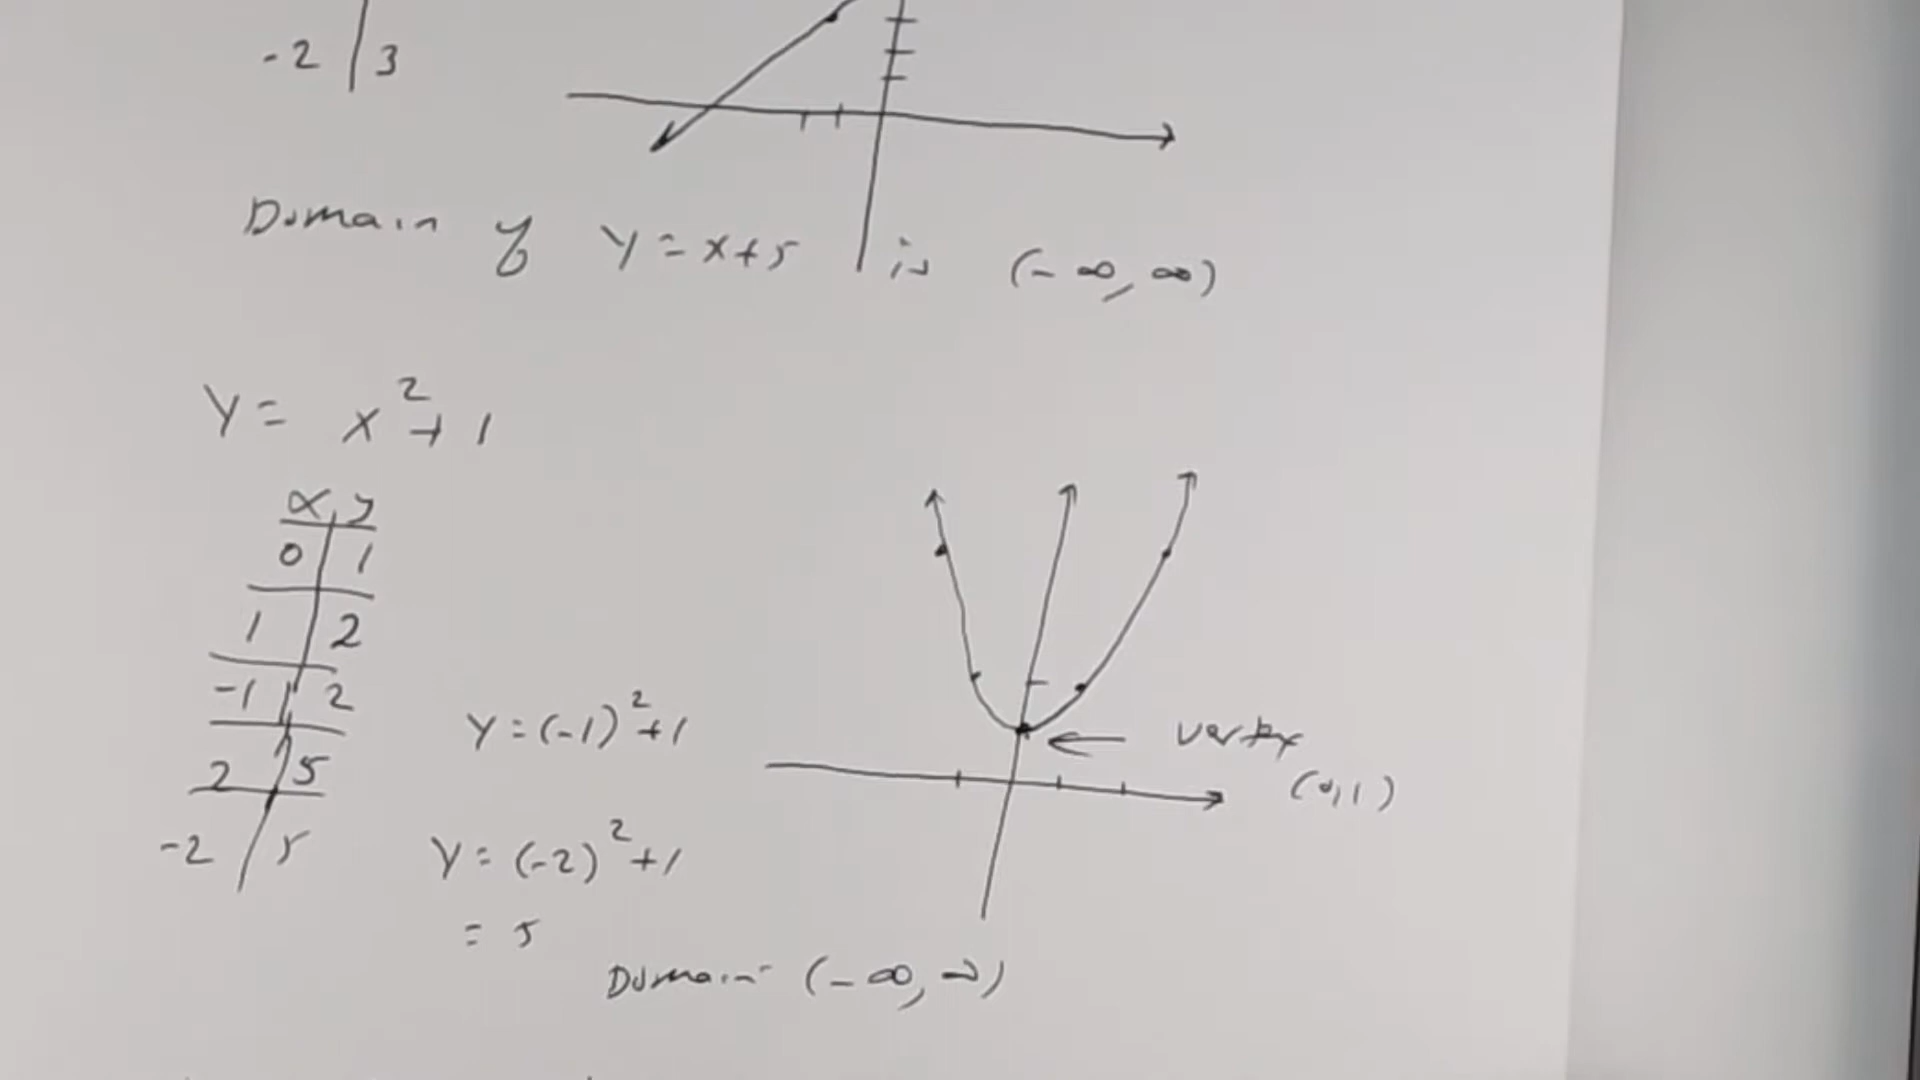 -2 | 3
Domain of y = x+5 is (-∞, ∞)
y = x²+1
x, y
0 | 1
1 | 2
-1 | 2
y = (-1)²+1
vertex
2 | 5
(0,1)
-2 | 5
y = (-2)²+1
= 5
Domain: (-∞, ∞)